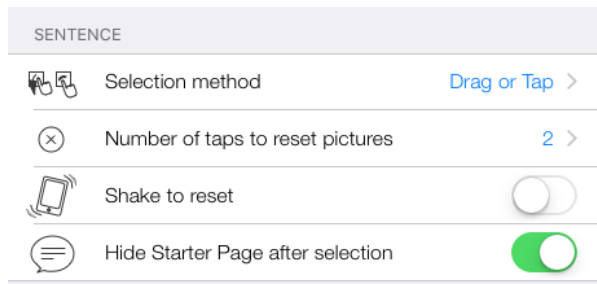 SENTENCE
Selection method Drag or Tap
Number of taps to reset pictures 2
Shake to reset
Hide Starter Page after selection